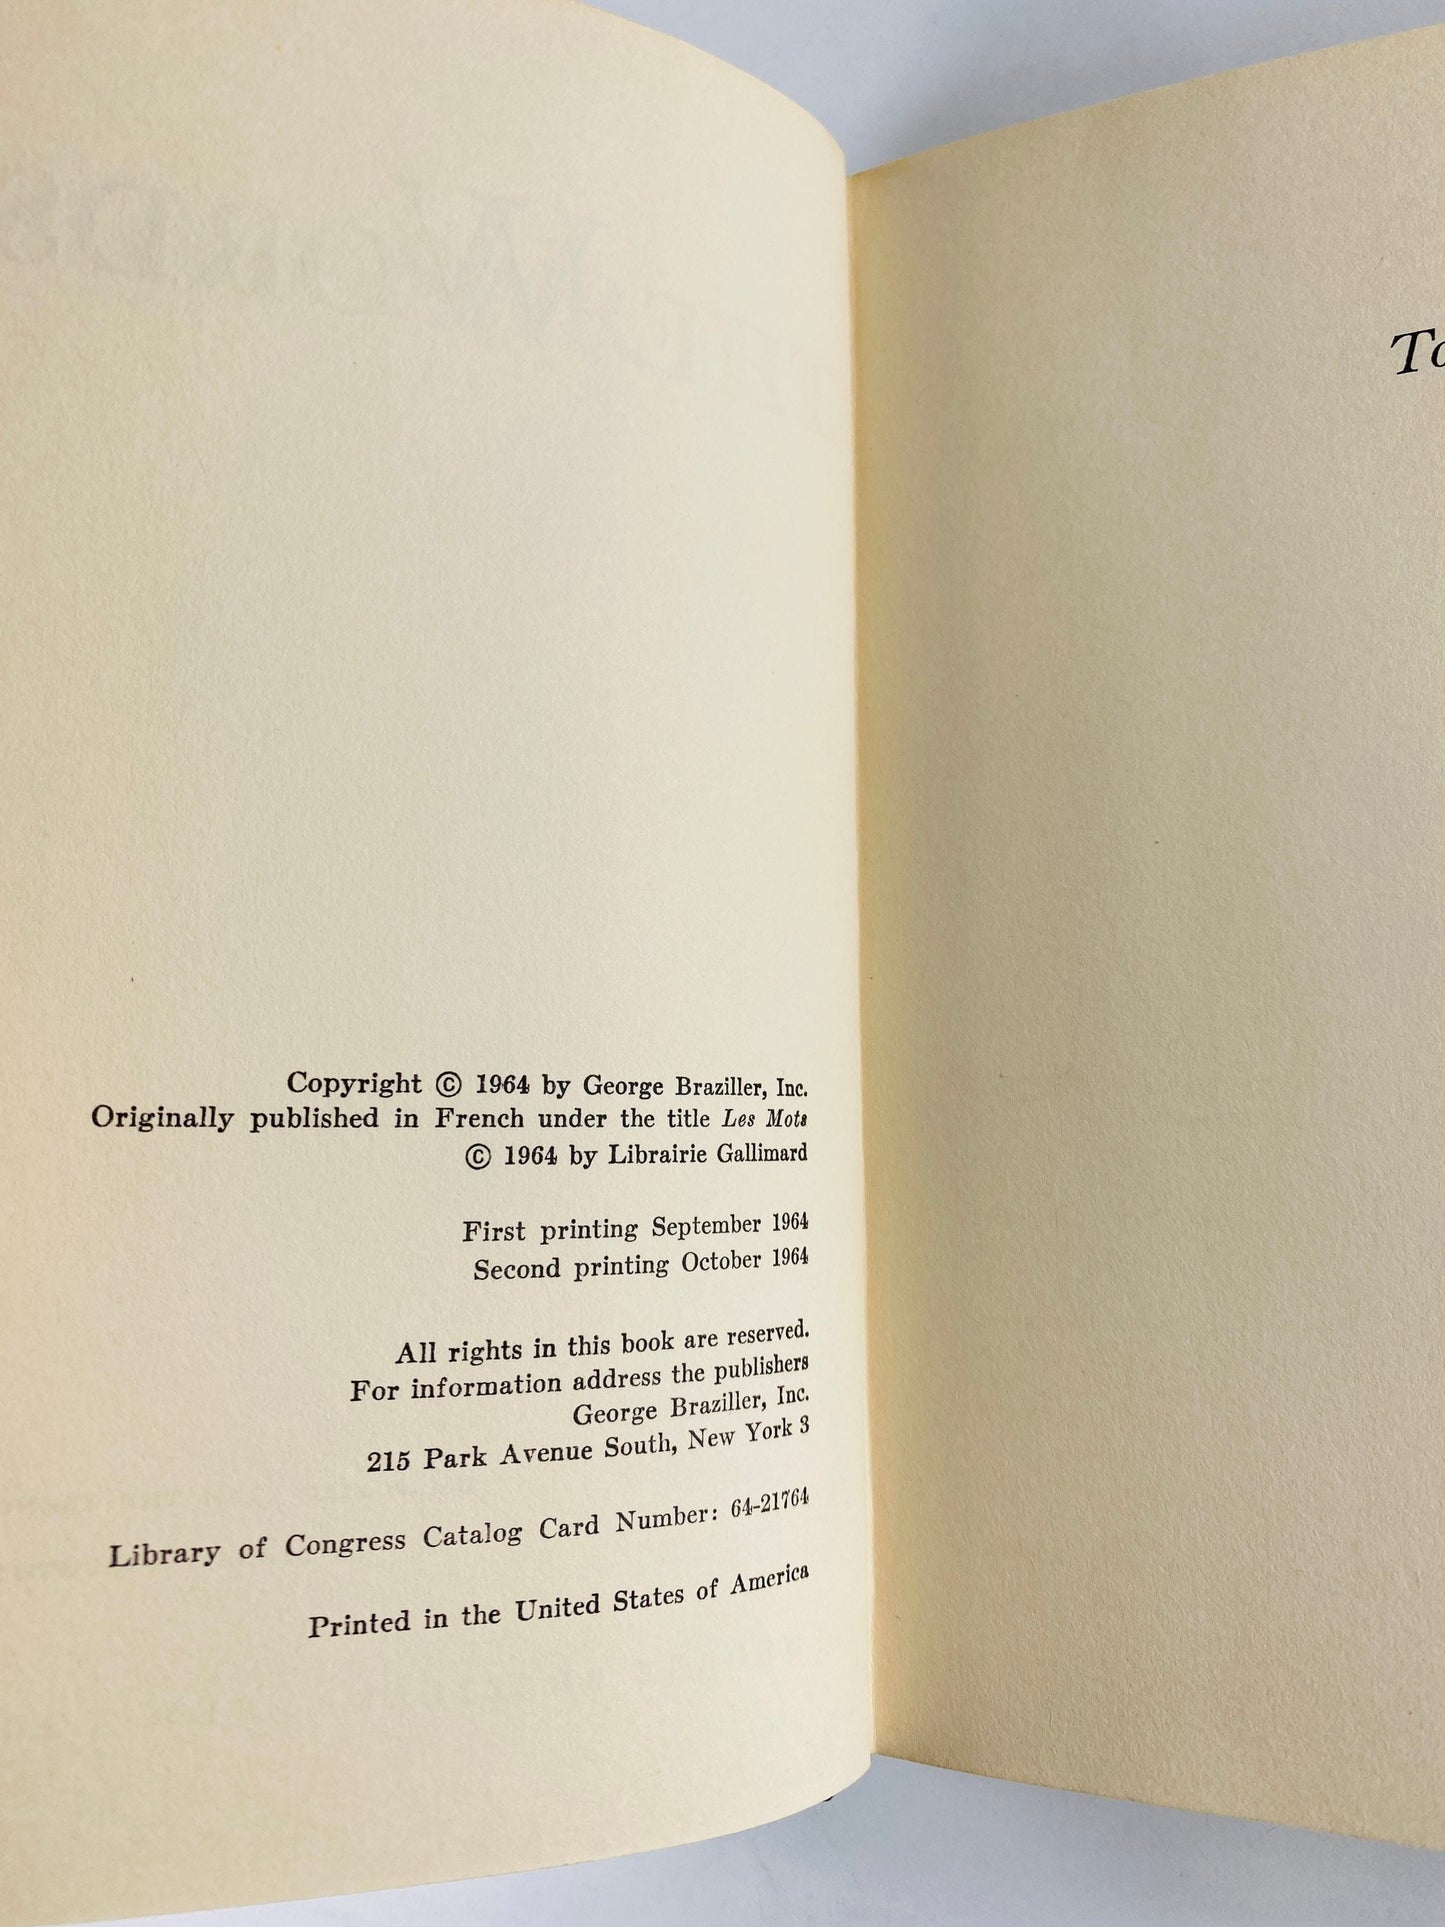 Copyright © 1964 by George Braziller, Inc.
Originally published in French under the title Les Mots
© 1964 by Librairie Gallimard
First printing September 1964
Second printing October 1964
All rights in this book are reserved.
For information address the publishers
George Braziller, Inc.
215 Park Avenue South, New York 3
Library of Congress Catalog Card Number: 64-21764
Printed in the United States of America
To